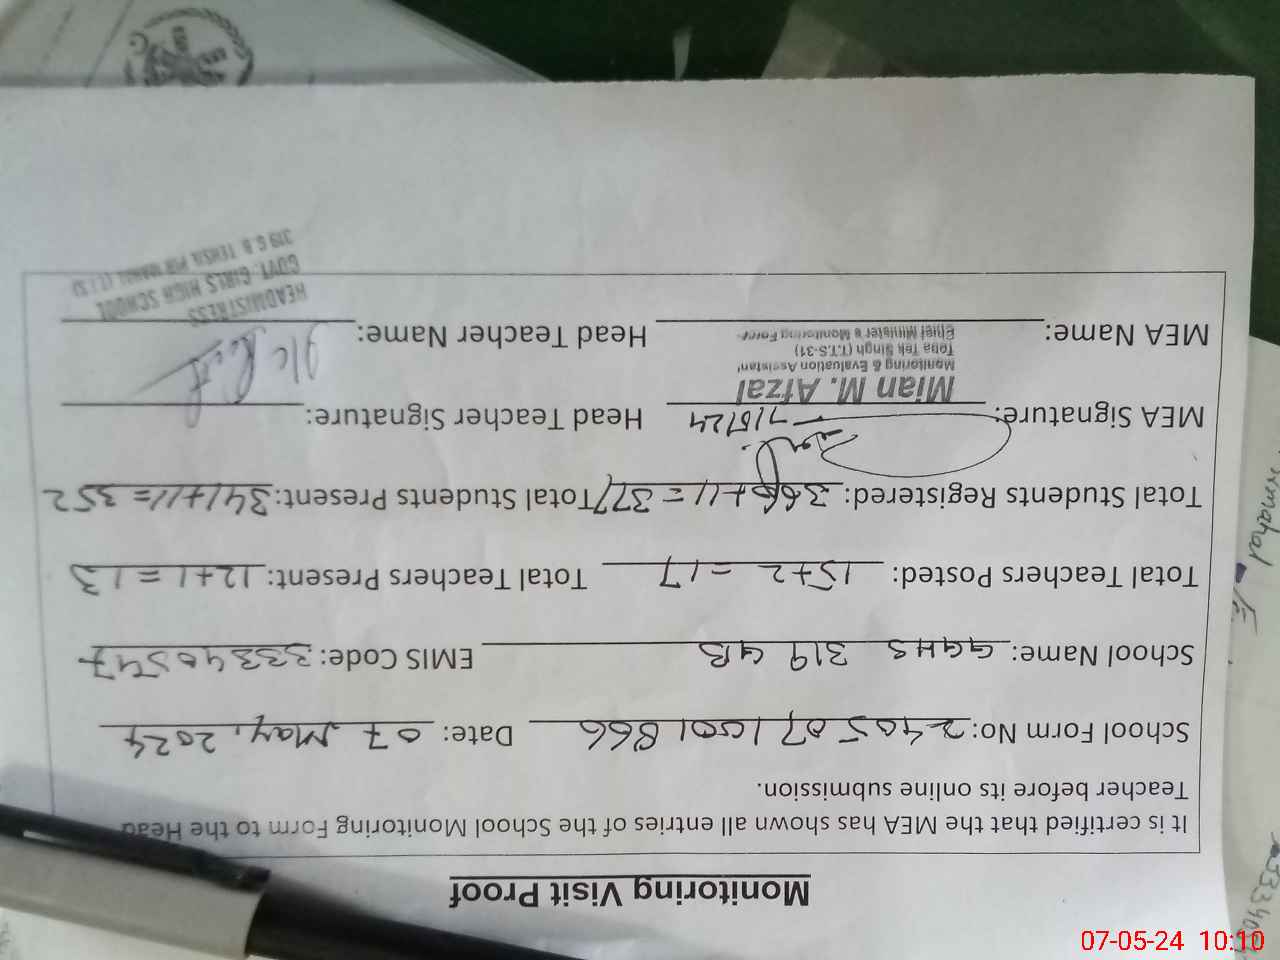 Monitoring Visit Proof
It is certified that the MEA has shown all entries of the School Monitoring Form to the Head
Teacher before its online submission.
School Form No: 2405071001866 Date: 07 May, 2024
School Name: GGHS 319 GB EMIS Code: 33340547
Total Teachers Posted: 15+2 = 17 Total Teachers Present: 12+1 = 13
Total Students Registered: 366+11 = 377 Total Students Present: 341+11 = 352
MEA Signature: Head Teacher Signature:
7/5/24
Mian M. Afzal
Monitoring & Evaluation Assistant
Toba Tek Singh (T.T.S-31)
Chief Minister's Monitoring Force
MEA Name: Head Teacher Name:
HEADMISTRESS
GOVT. GIRLS HIGH SCHOOL
319 G.B. TEHSIL PIR MAHAL
07-05-24 10:10